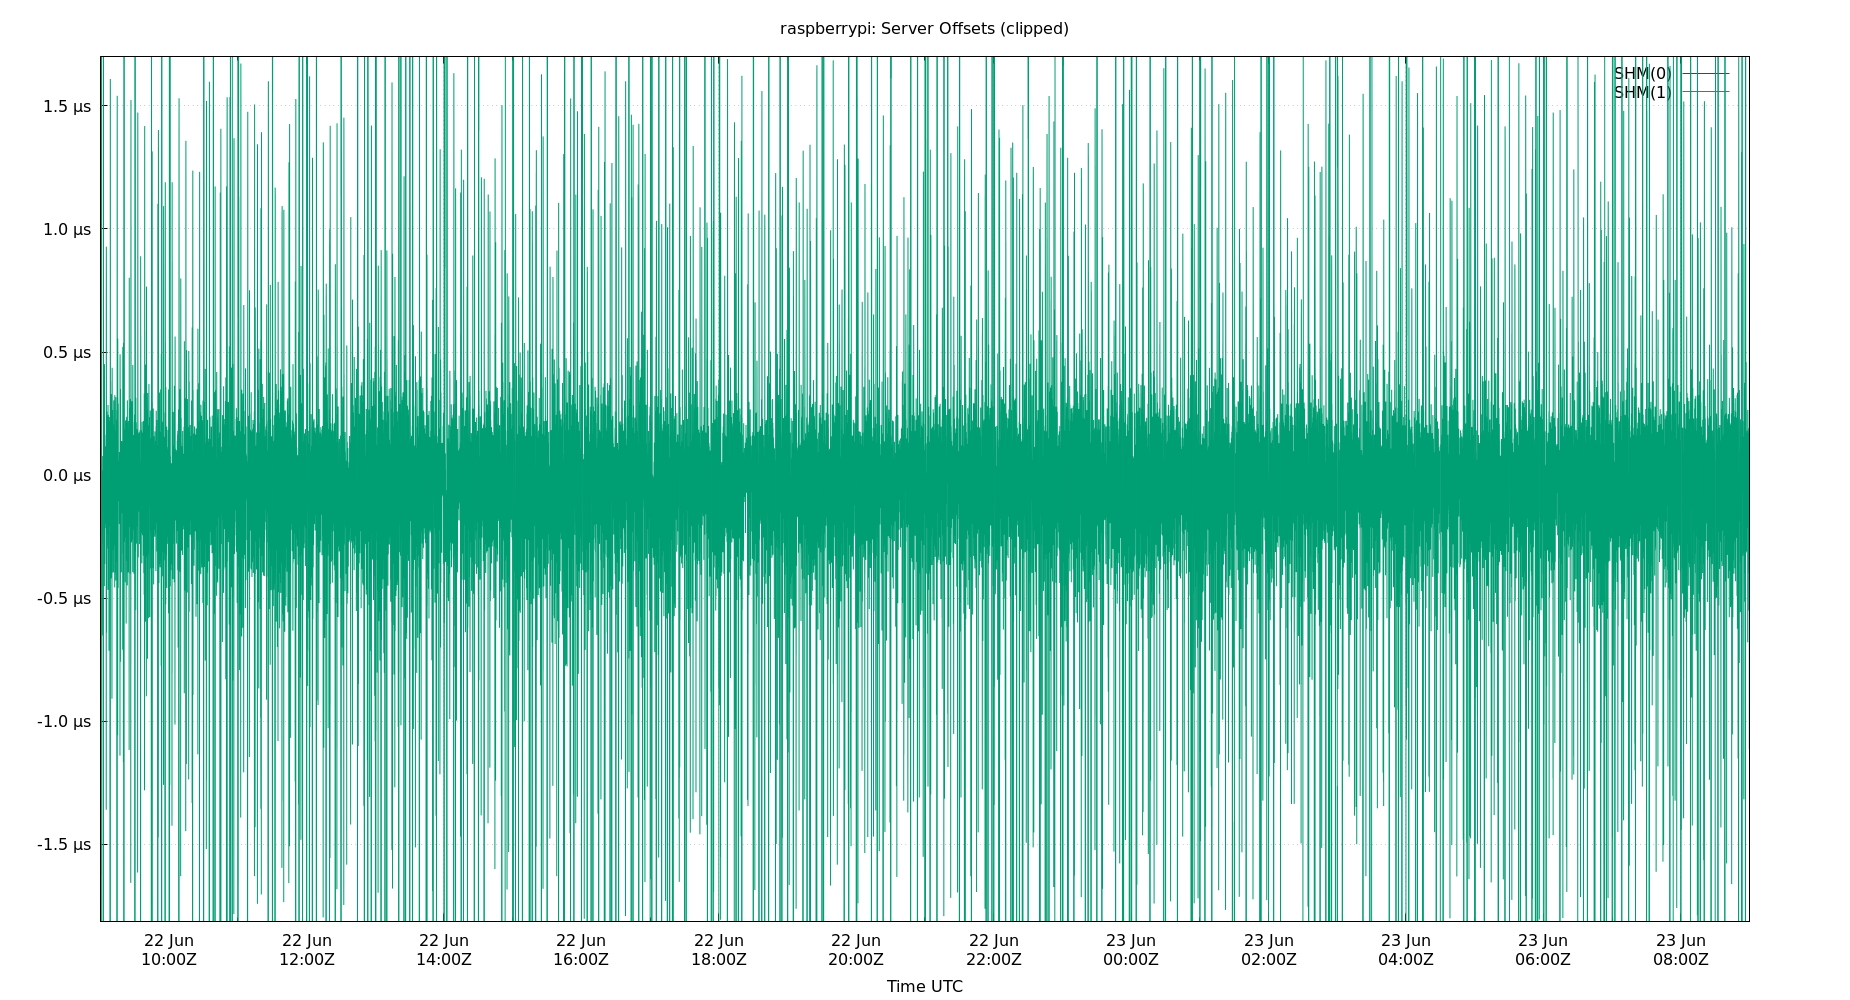 raspberrypi: Server Offsets (clipped)
SHM(0)
SHM(1)
1.5 µs
1.0 µs
0.5 µs
0.0 µs
-0.5 µs
-1.0 µs
-1.5 µs
22 Jun 22 Jun 22 Jun 22 Jun 22 Jun 22 Jun 22 Jun 23 Jun 23 Jun 23 Jun 23 Jun 23 Jun
10:00Z 12:00Z 14:00Z 16:00Z 18:00Z 20:00Z 22:00Z 00:00Z 02:00Z 04:00Z 06:00Z 08:00Z
Time UTC